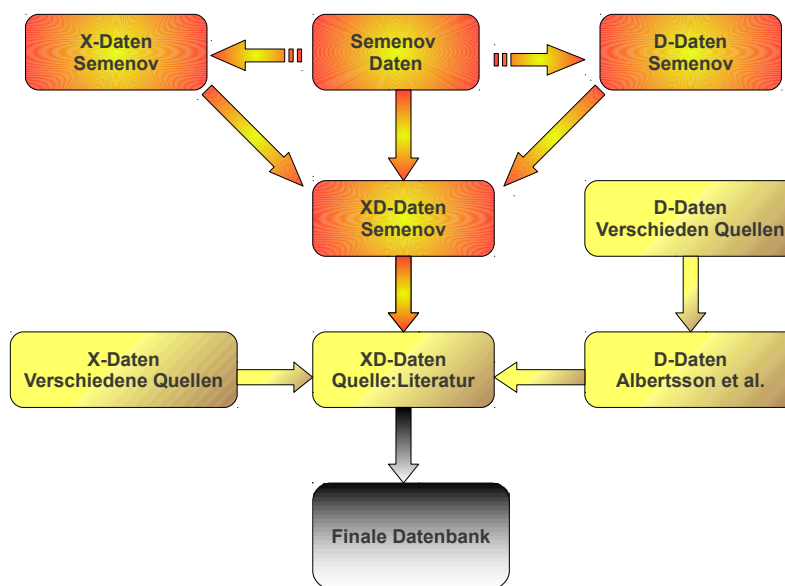 X-Daten
Semenov
Semenov
Daten
D-Daten
Semenov
XD-Daten
Semenov
D-Daten
Verschieden Quellen
X-Daten
Verschiedene Quellen
XD-Daten
Quelle:Literatur
D-Daten
Albertsson et al.
Finale Datenbank